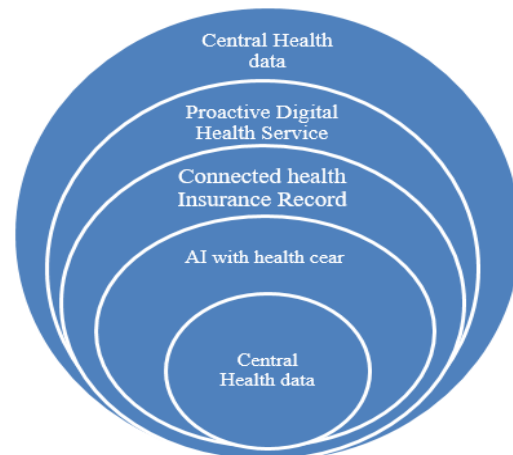 Central Health
data
Proactive Digital
Health Service
Connected health
Insurance Record
AI with health cear
Central
Health data